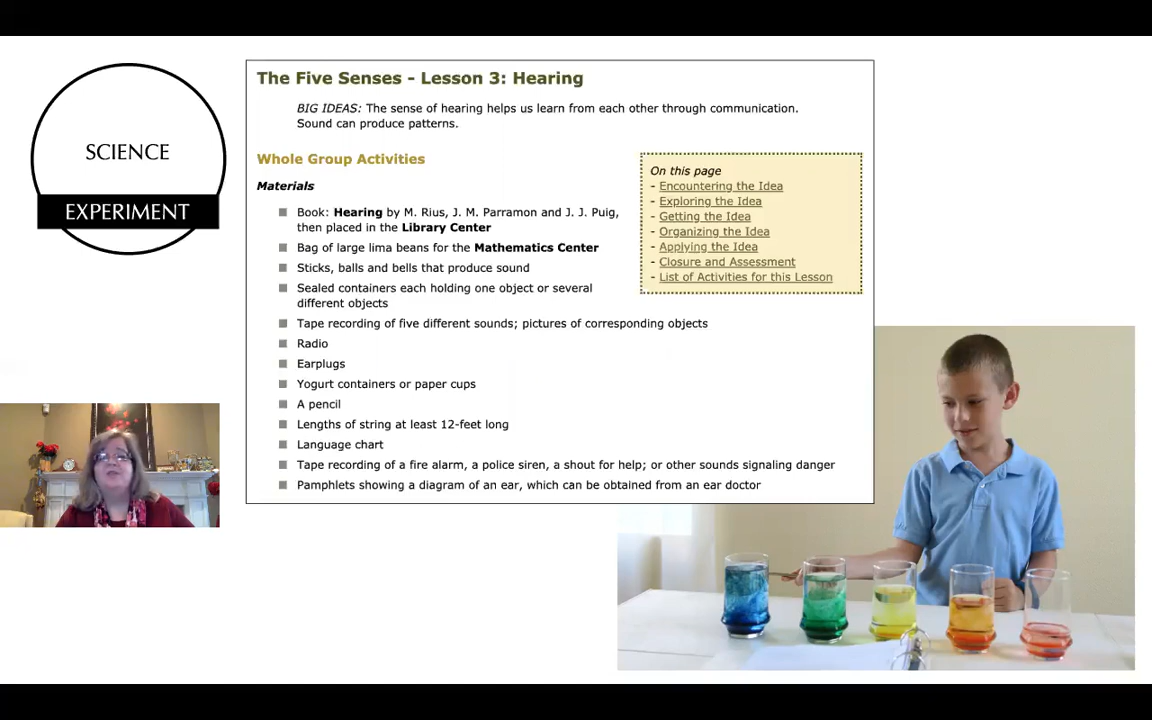 SCIENCE
EXPERIMENT
The Five Senses - Lesson 3: Hearing
BIG IDEAS: The sense of hearing helps us learn from each other through communication.
Sound can produce patterns.
Whole Group Activities
Materials
Book: Hearing by M. Rius, J. M. Parramon and J. J. Puig,
then placed in the Library Center
Bag of large lima beans for the Mathematics Center
Sticks, balls and bells that produce sound
Sealed containers each holding one object or several
different objects
Tape recording of five different sounds; pictures of corresponding objects
Radio
Earplugs
Yogurt containers or paper cups
A pencil
Lengths of string at least 12-feet long
Language chart
Tape recording of a fire alarm, a police siren, a shout for help; or other sounds signaling danger
Pamphlets showing a diagram of an ear, which can be obtained from an ear doctor
On this page
- Encountering the Idea
- Exploring the Idea
- Getting the Idea
- Organizing the Idea
- Applying the Idea
- Closure and Assessment
- List of Activities for this Lesson